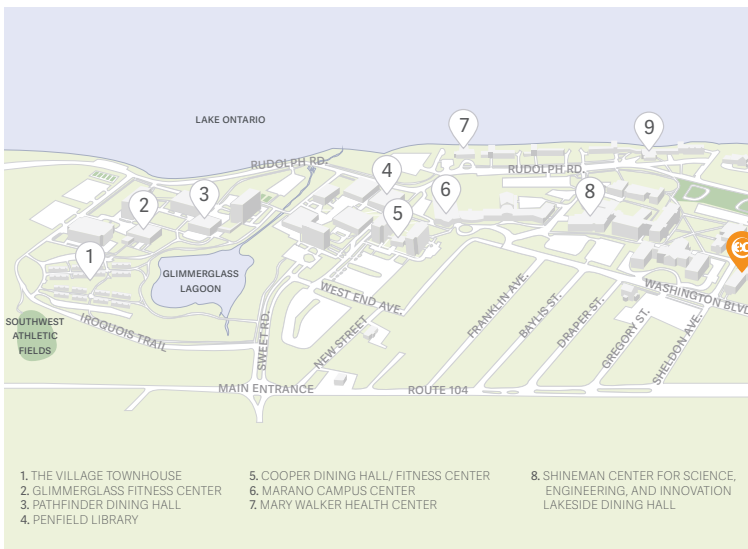 LAKE ONTARIO
7
9
RUDOLPH RD.
RUDOLPH RD.
4
3
2
6
8
5
1
GLIMMERGLASS
LAGOON
WEST END AVE.
WASHINGTON BLVD
SOUTHWEST
ATHLETIC
FIELDS
IROQUOIS TRAIL
SWEET RD.
NEW STREET
FRANKLIN AVE.
BAYLIS ST.
DRAPER ST.
GREGORY ST.
SHELDON AVE.
MAIN ENTRANCE
ROUTE 104
1. THE VILLAGE TOWNHOUSE
2. GLIMMERGLASS FITNESS CENTER
3. PATHFINDER DINING HALL
4. PENFIELD LIBRARY
5. COOPER DINING HALL/ FITNESS CENTER
6. MARANO CAMPUS CENTER
7. MARY WALKER HEALTH CENTER
8. SHINEMAN CENTER FOR SCIENCE,
ENGINEERING, AND INNOVATION
LAKESIDE DINING HALL